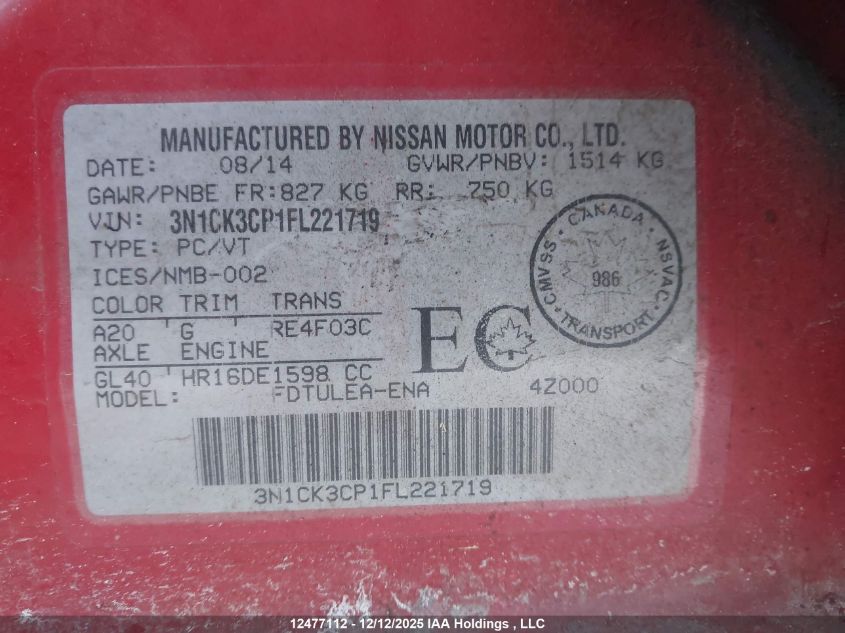 MANUFACTURED BY NISSAN MOTOR CO., LTD.
DATE: 08/14 GVWR/PNBV: 1514 KG
GAWR/PNBE FR: 827 KG RR: 750 KG
VIN: 3N1CK3CP1FL221719
TYPE: PC/VT
ICES/NMB-002
COLOR TRIM TRANS
A20 G RE4F03C
AXLE ENGINE
GL40 HR16DE1598 CC
MODEL: FDTULEA-ENA 4Z000
EC
CANADA
CMVSS
986
NSVAC
TRANSPORT
3N1CK3CP1FL221719
12477112 - 12/12/2025 IAA Holdings , LLC